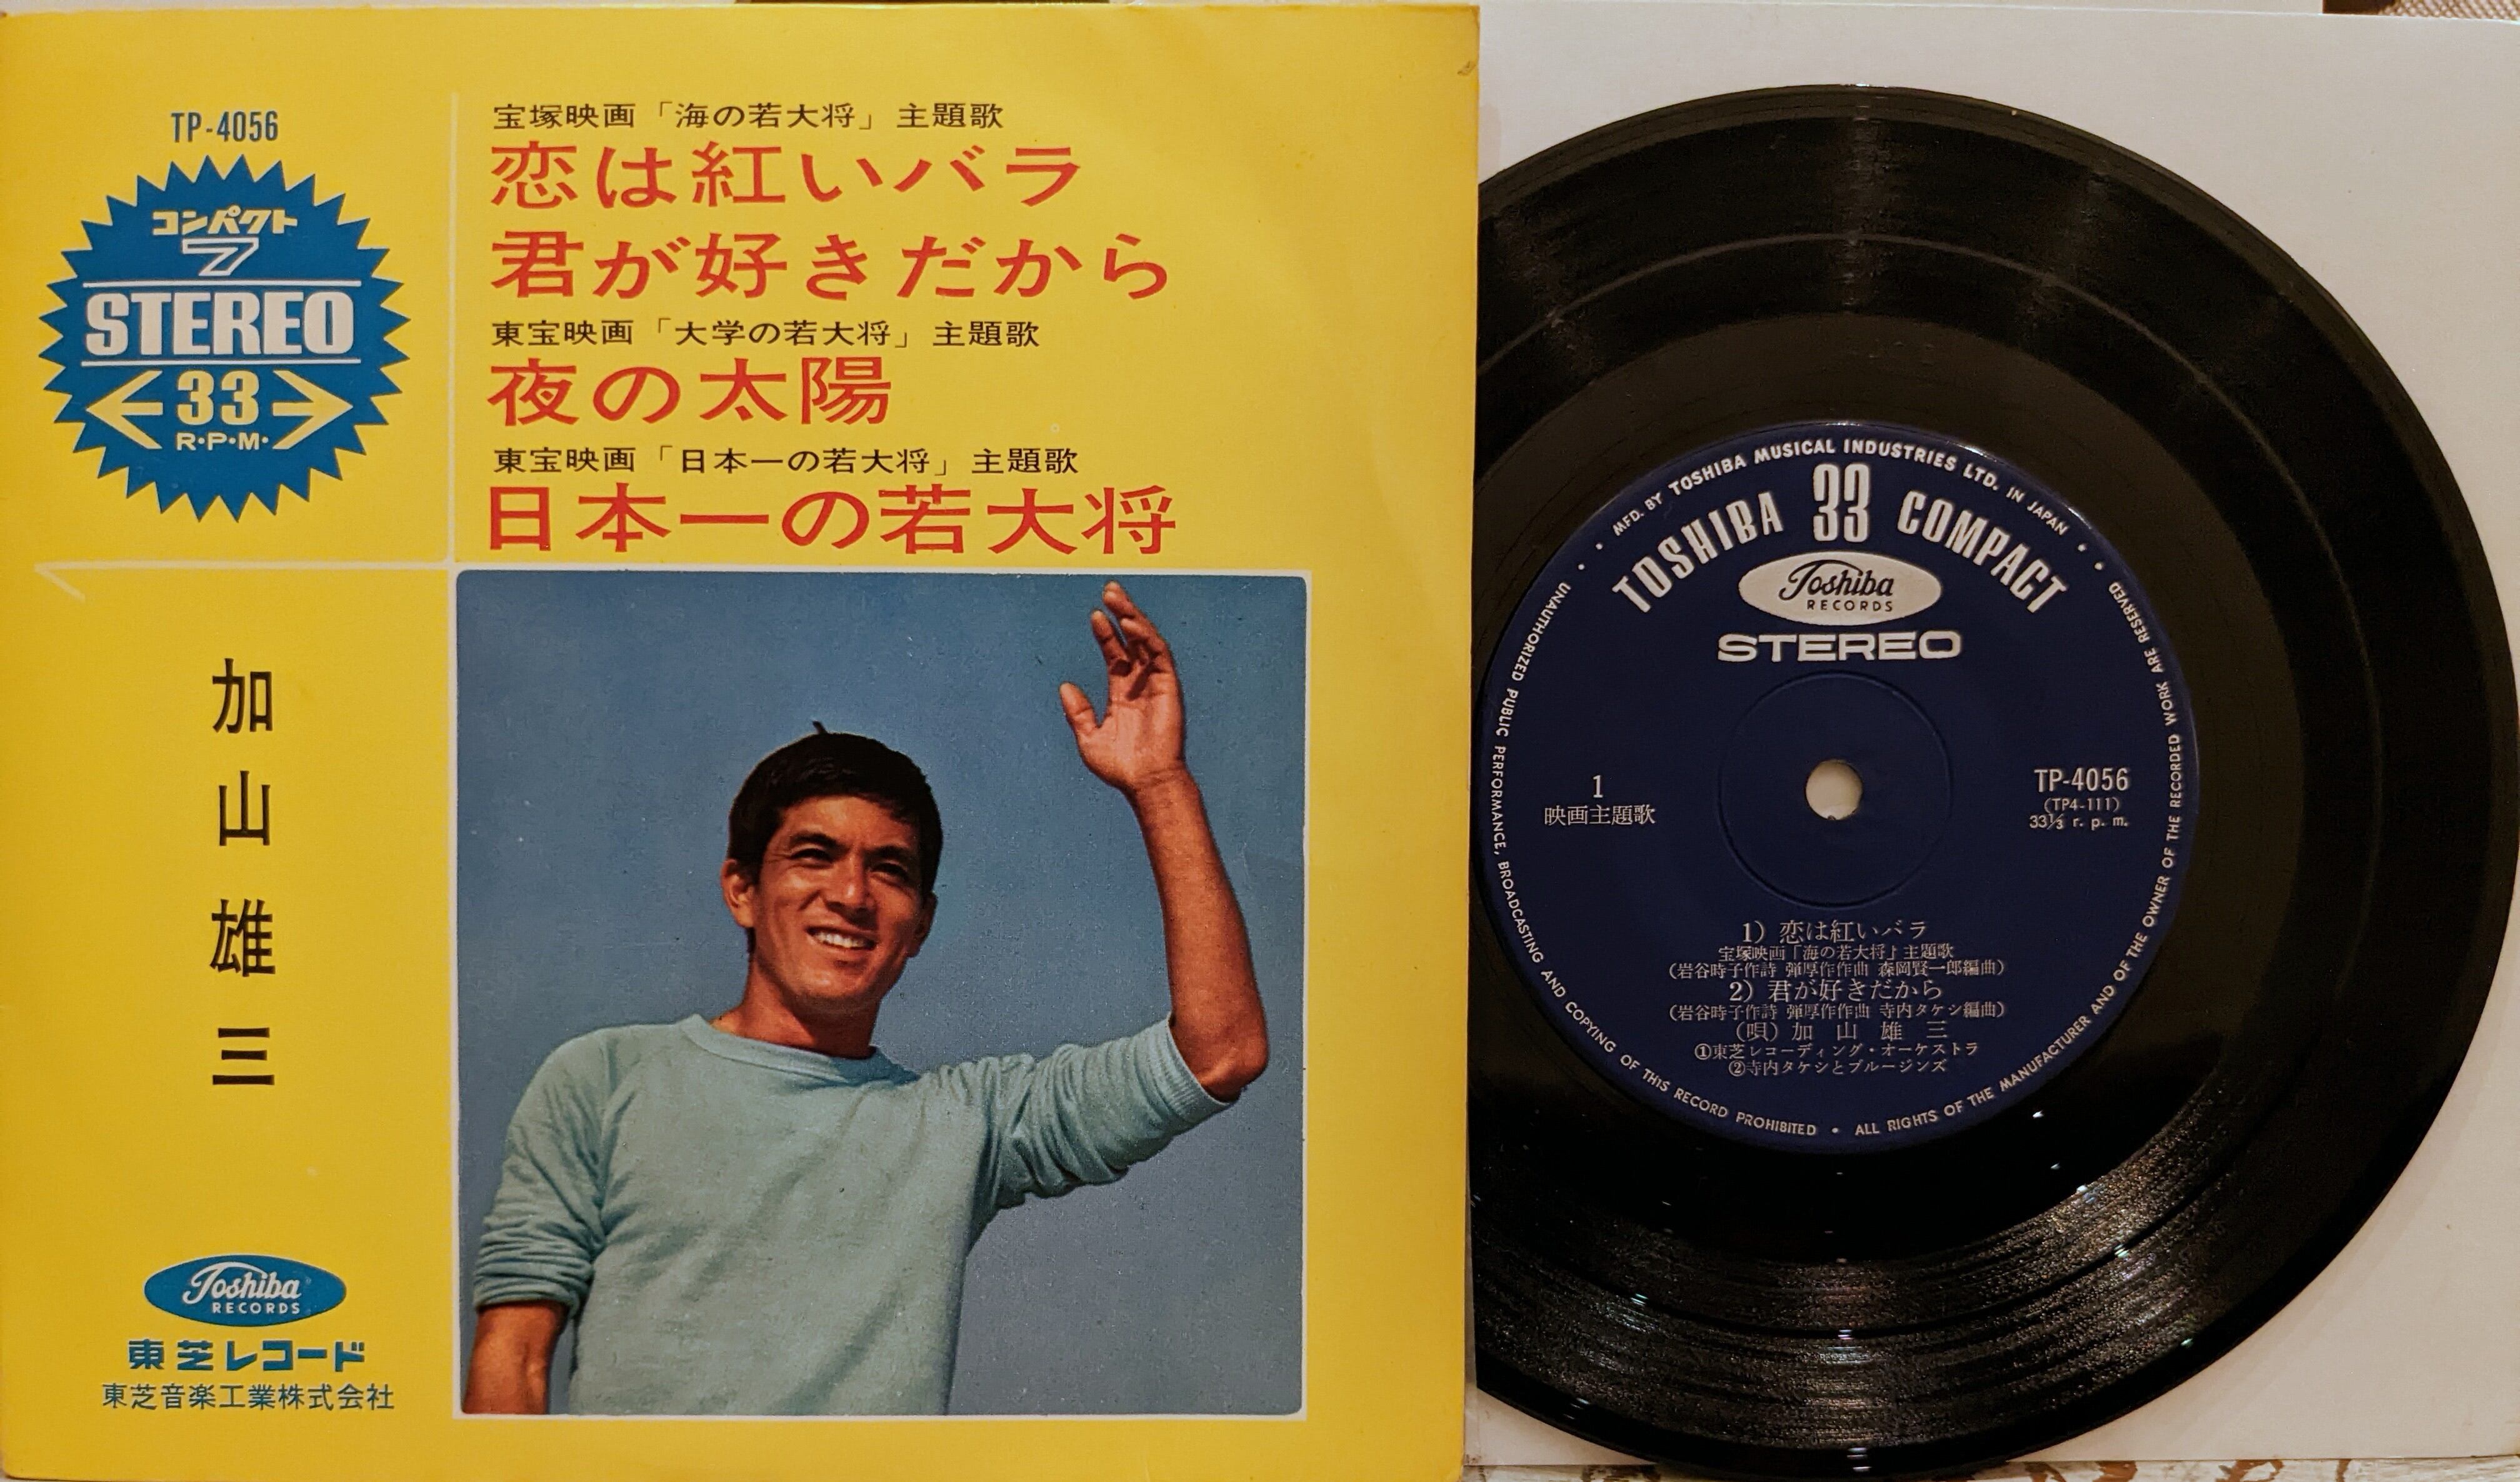 TP-4056
コンパクト
7
STEREO
33
R·P·M·
宝塚映画「海の若大将」主題歌
恋は紅いバラ
君が好きだから
東宝映画「大学の若大将」主題歌
夜の太陽
東宝映画「日本一の若大将」主題歌
日本一の若大将
加山雄三
Toshiba
RECORDS
東芝レコード
東芝音楽工業株式会社
MFD. BY TOSHIBA MUSICAL INDUSTRIES LTD. IN JAPAN
TOSHIBA 33 COMPACT
Toshiba
RECORDS
STEREO
1
映画主題歌
TP-4056
(TP4-111)
33⅓ r. p. m.
1) 恋は紅いバラ
宝塚映画「海の若大将」主題歌
(岩谷時子作詩 弾厚作作曲 森岡賢一郎編曲)
2) 君が好きだから
(岩谷時子作詩 弾厚作作曲 寺内タケシ編曲)
(唄) 加山雄三
①東芝レコーディング・オーケストラ
②寺内タケシとブルージンズ
UNAUTHORIZED PUBLIC PERFORMANCE, BROADCASTING AND COPYING OF THIS RECORD PROHIBITED • ALL RIGHTS OF THE MANUFACTURER AND OF THE OWNER OF THE RECORDED WORK ARE RESERVED